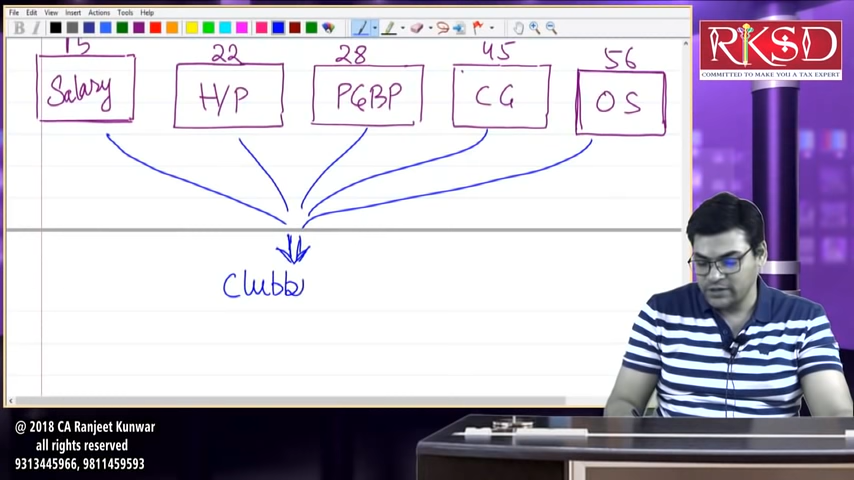 File Edit View Insert Actions Tools Help
B I
15 22 28 45 56
Salary H/P PGBP CG OS
Clubb
RKSD
COMMITTED TO MAKE YOU A TAX EXPERT
@ 2018 CA Ranjeet Kunwar
all rights reserved
9313445966, 9811459593